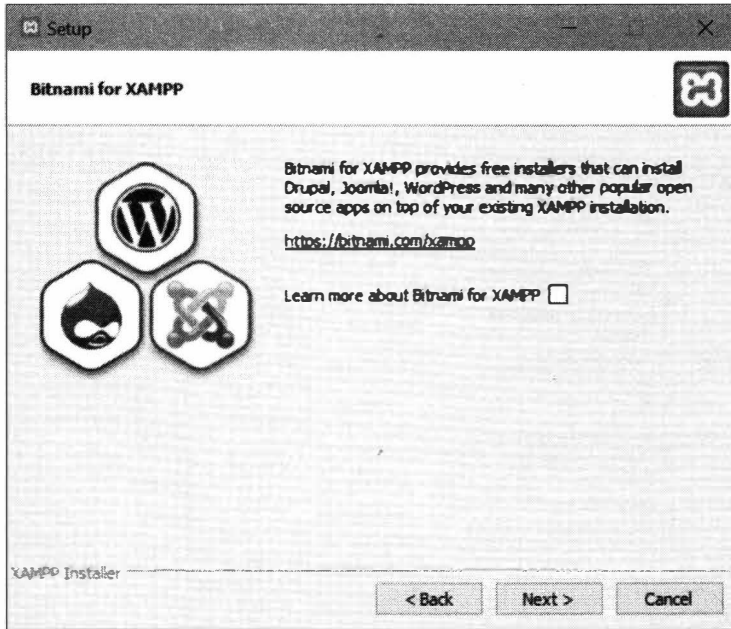 Setup
Bitnami for XAMPP
Bitnami for XAMPP provides free installers that can install
Drupal, Joomla!, WordPress and many other popular open
source apps on top of your existing XAMPP installation.
https://bitnami.com/xampp
Learn more about Bitnami for XAMPP
XAMPP Installer
< Back
Next >
Cancel